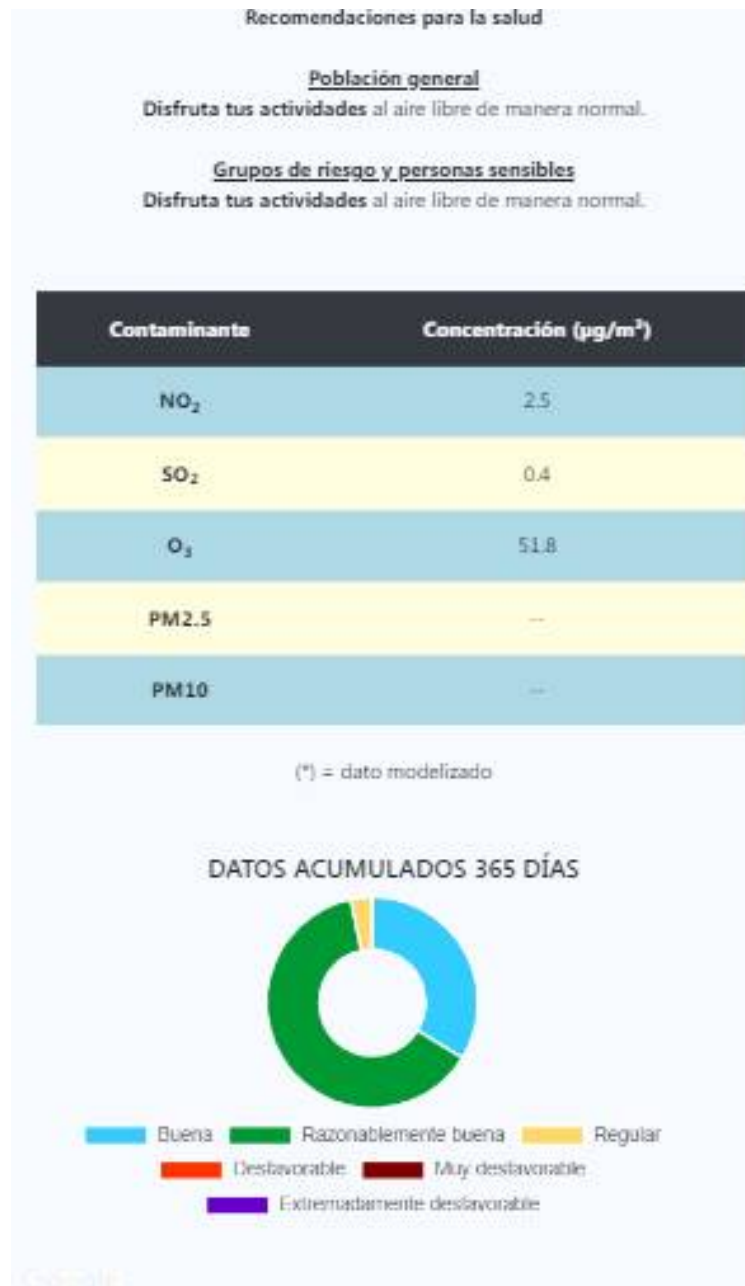 Recomendaciones para la salud
Población general
Disfruta tus actividades al aire libre de manera normal.
Grupos de riesgo y personas sensibles
Disfruta tus actividades al aire libre de manera normal.
Contaminante Concentración (µg/m³)
NO₂ 2.5
SO₂ 0.4
O₃ 51.8
PM2.5 --
PM10 --
(*) = dato modelizado
DATOS ACUMULADOS 365 DÍAS
Buena Razonablemente buena Regular
Desfavorable Muy desfavorable
Extremadamente desfavorable